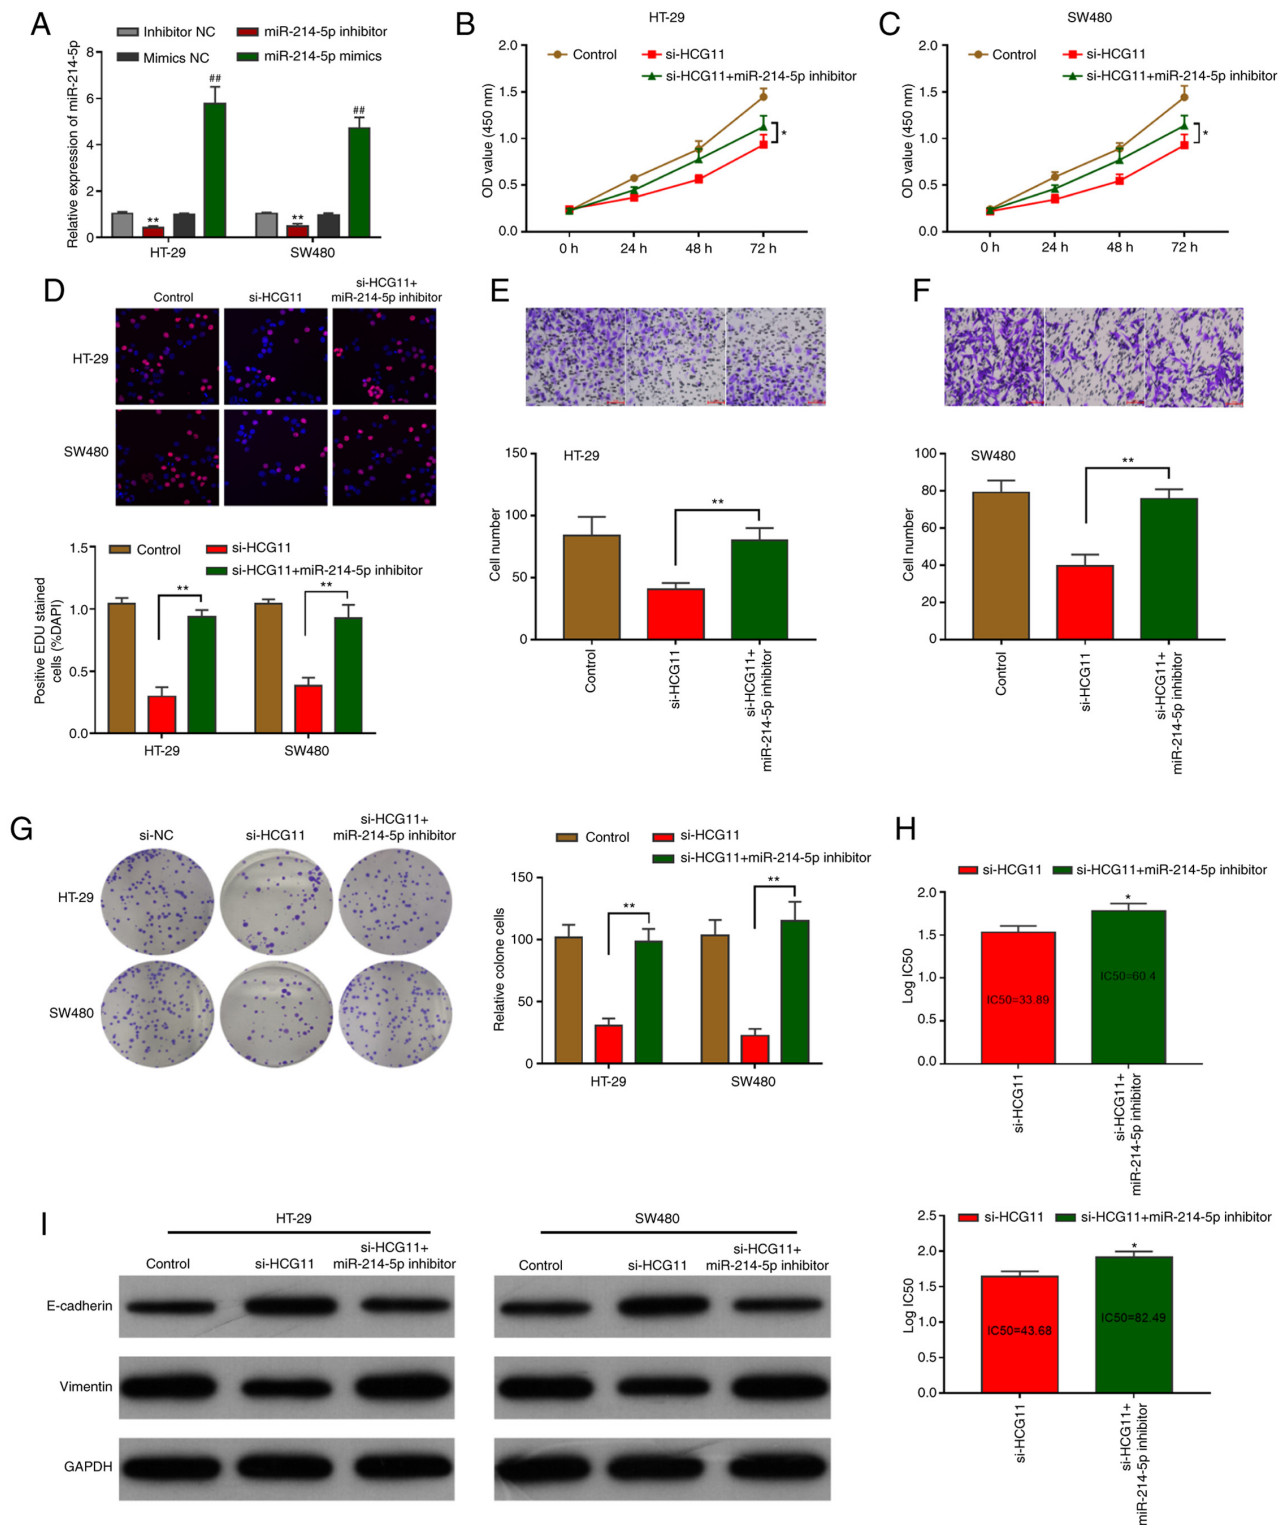 A
Inhibitor NC
miR-214-5p inhibitor
Mimics NC
miR-214-5p mimics
Relative expression of miR-214-5p
8
6
4
2
0
**
##
**
##
HT-29
SW480
B
HT-29
Control
si-HCG11
si-HCG11+miR-214-5p inhibitor
OD value (450 nm)
2.0
1.5
1.0
0.5
0.0
*
0 h
24 h
48 h
72 h
C
SW480
Control
si-HCG11
si-HCG11+miR-214-5p inhibitor
OD value (450 nm)
2.0
1.5
1.0
0.5
0.0
*
0 h
24 h
48 h
72 h
D
Control
si-HCG11
si-HCG11+
miR-214-5p inhibitor
HT-29
SW480
Control
si-HCG11
si-HCG11+miR-214-5p inhibitor
Positive EDU stained
cells (%DAPI)
1.5
1.0
0.5
0.0
**
**
HT-29
SW480
E
HT-29
Cell number
150
100
50
0
**
Control
si-HCG11
si-HCG11+
miR-214-5p inhibitor
F
SW480
Cell number
100
80
60
40
20
0
**
Control
si-HCG11
si-HCG11+
miR-214-5p inhibitor
G
si-NC
si-HCG11
si-HCG11+
miR-214-5p inhibitor
HT-29
SW480
Control
si-HCG11
si-HCG11+miR-214-5p inhibitor
Relative colone cells
150
100
50
0
**
**
HT-29
SW480
H
si-HCG11
si-HCG11+miR-214-5p inhibitor
Log IC50
2.0
1.5
1.0
0.5
0.0
*
IC50=33.89
IC50=60.4
si-HCG11
si-HCG11+
miR-214-5p inhibitor
si-HCG11
si-HCG11+miR-214-5p inhibitor
Log IC50
2.5
2.0
1.5
1.0
0.5
0.0
*
IC50=43.68
IC50=82.49
si-HCG11
si-HCG11+
miR-214-5p inhibitor
I
HT-29
SW480
Control
si-HCG11
si-HCG11+
miR-214-5p inhibitor
Control
si-HCG11
si-HCG11+
miR-214-5p inhibitor
E-cadherin
Vimentin
GAPDH